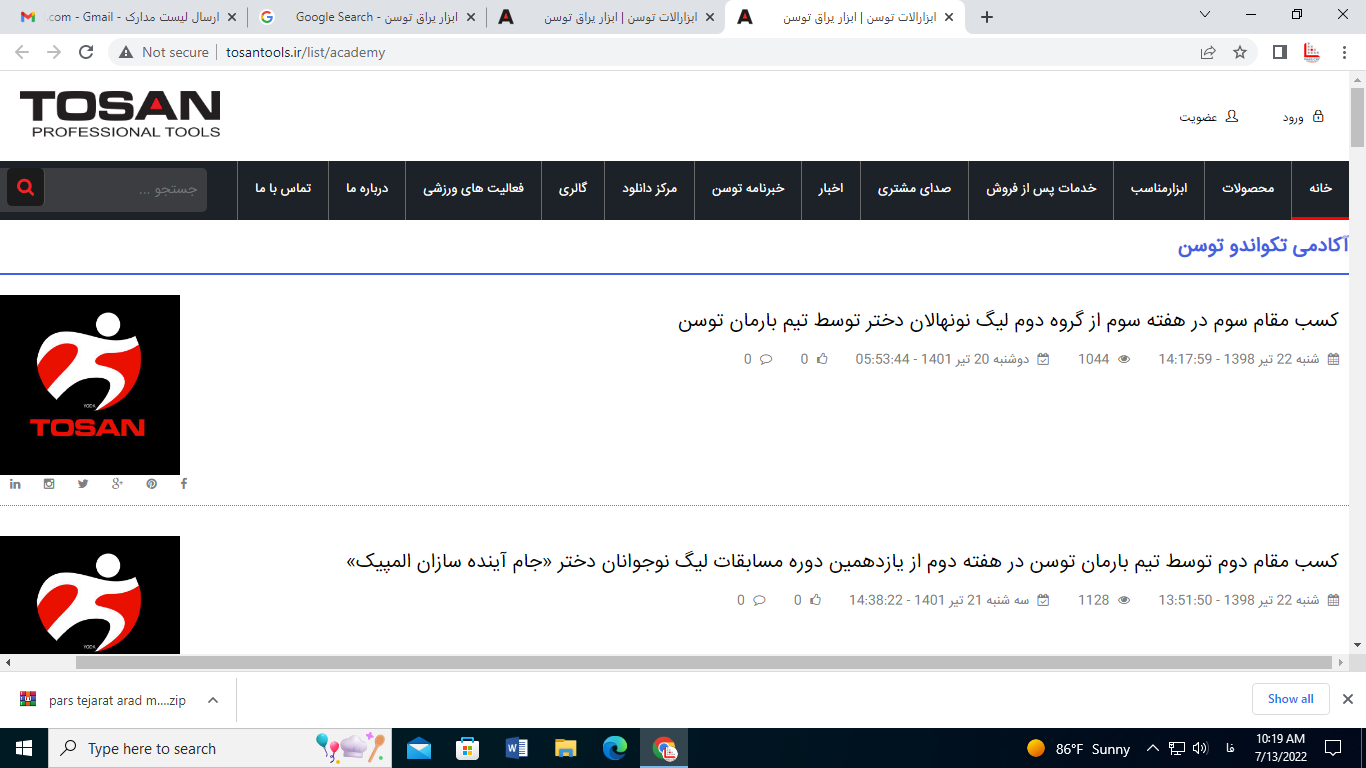 ارسال لیست مدارک - .com - Gmail
ابزار یراق توسن - Google Search
ابزارالات توسن | ابزار یراق توسن
ابزارالات توسن | ابزار یراق توسن
Not secure
tosantools.ir/list/academy
TOSAN
PROFESSIONAL TOOLS
ورود
عضویت
خانه
محصولات
ابزارمناسب
خدمات پس از فروش
صدای مشتری
اخبار
خبرنامه توسن
مرکز دانلود
گالری
فعالیت های ورزشی
درباره ما
تماس با ما
جستجو ...
آکادمی تکواندو توسن
کسب مقام سوم در هفته سوم از گروه دوم لیگ نونهالان دختر توسط تیم بارمان توسن
شنبه 22 تیر 1398 - 14:17:59 1044 دوشنبه 20 تیر 1401 - 05:53:44 0 0
TOSAN
کسب مقام دوم توسط تیم بارمان توسن در هفته دوم از یازدهمین دوره مسابقات لیگ نوجوانان دختر «جام آینده سازان المپیک»
شنبه 22 تیر 1398 - 13:51:50 1128 سه شنبه 21 تیر 1401 - 14:38:22 0 0
pars tejarat arad m....zip
Show all
Type here to search
86°F Sunny
فا
10:19 AM
7/13/2022